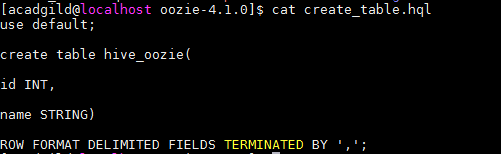 [acadgild@localhost oozie-4.1.0]$ cat create_table.hql
use default;
create table hive_oozie(
id INT,
name STRING)
ROW FORMAT DELIMITED FIELDS TERMINATED BY ',';